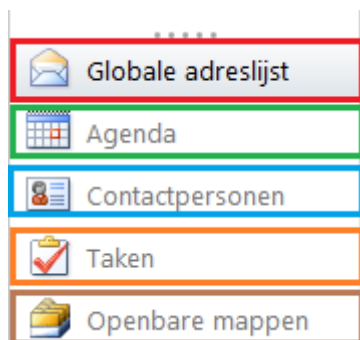 Globale adreslijst
Agenda
Contactpersonen
Taken
Openbare mappen